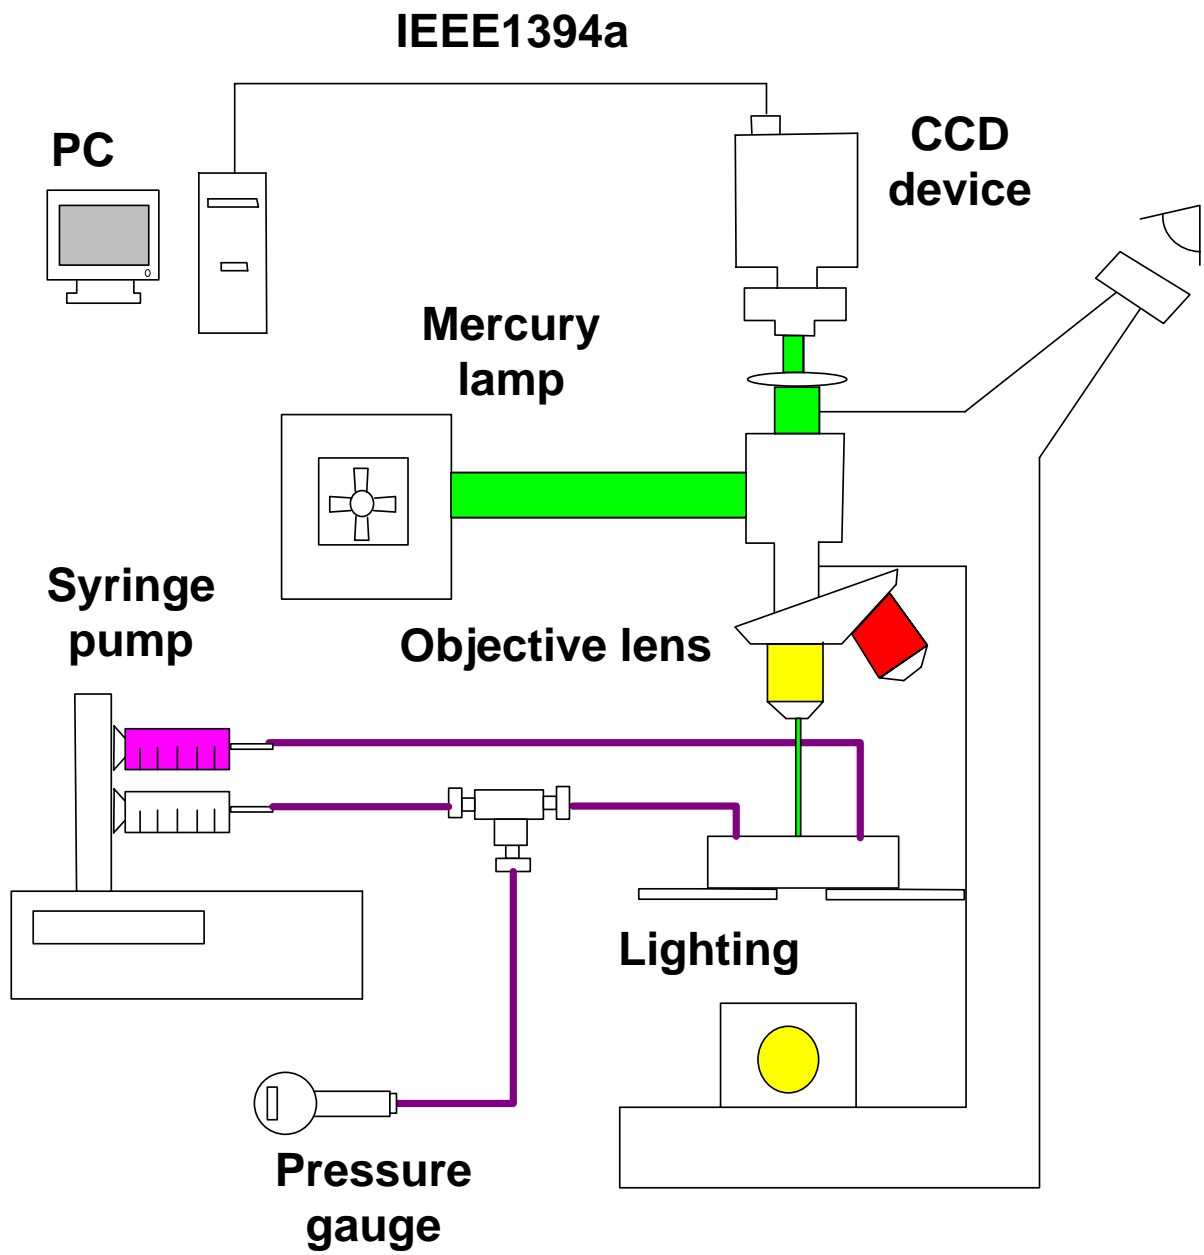 IEEE1394a
PC
CCD
device
Mercury
lamp
Syringe
pump
Objective lens
Lighting
Pressure
gauge